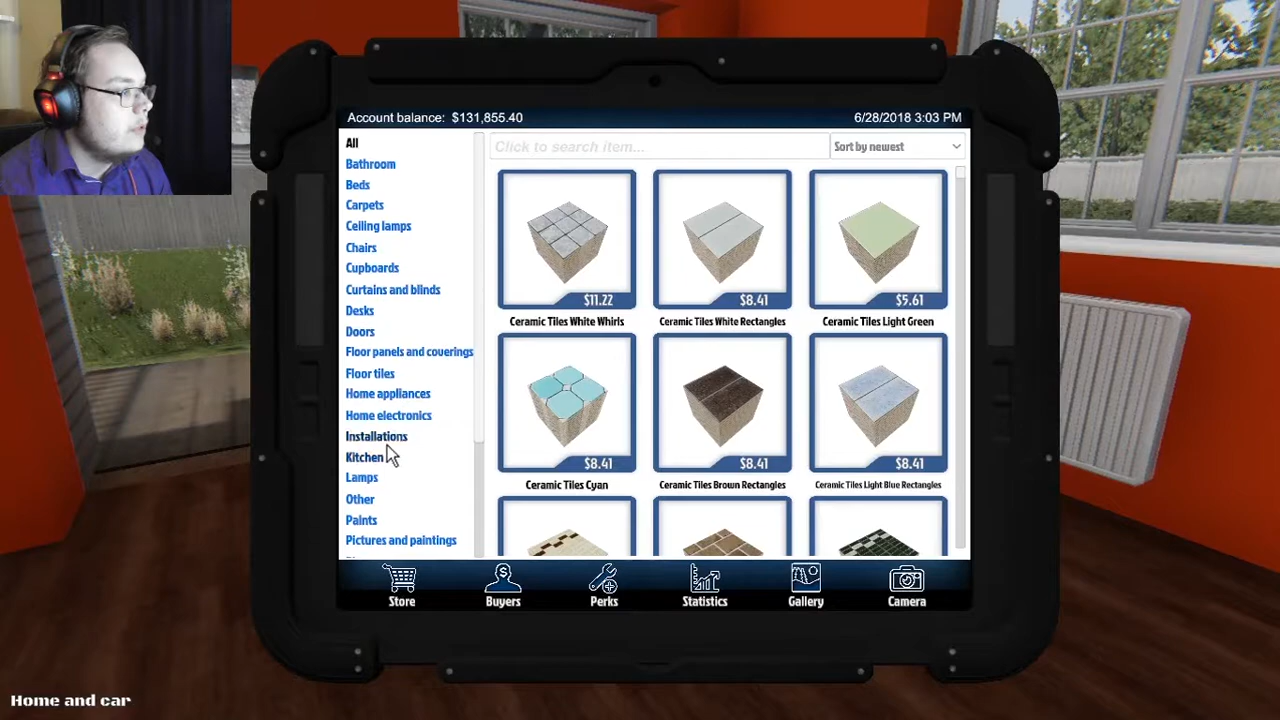 Account balance: $131,855.40
6/28/2018 3:03 PM
All
Bathroom
Beds
Carpets
Ceiling lamps
Chairs
Cupboards
Curtains and blinds
Desks
Doors
Floor panels and coverings
Floor tiles
Home appliances
Home electronics
Installations
Kitchen
Lamps
Other
Paints
Pictures and paintings
Click to search item...
Sort by newest
$11.22
$8.41
$5.61
Ceramic Tiles White Whirls
Ceramic Tiles White Rectangles
Ceramic Tiles Light Green
$8.41
$8.41
$8.41
Ceramic Tiles Cyan
Ceramic Tiles Brown Rectangles
Ceramic Tiles Light Blue Rectangles
Store
Buyers
Perks
Statistics
Gallery
Camera
Home and car